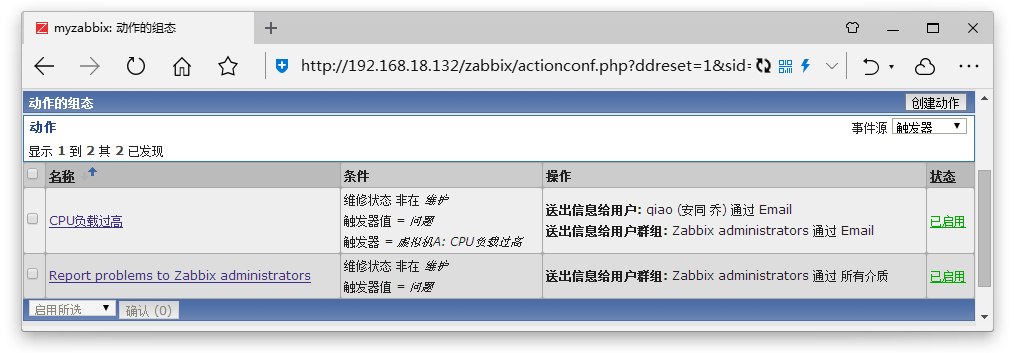 myzabbix: 动作的组态
http://192.168.18.132/zabbix/actionconf.php?ddreset=1&sid=
动作的组态
创建动作
动作
事件源 触发器
显示 1 到 2 其 2 已发现
名称 条件 操作 状态
CPU负载过高
维修状态 非在 维护
触发器值 = 问题
触发器 = 虚拟机A: CPU负载过高
送出信息给用户: qiao (安同 乔) 通过 Email
送出信息给用户群组: Zabbix administrators 通过 Email
已启用
Report problems to Zabbix administrators
维修状态 非在 维护
触发器值 = 问题
送出信息给用户群组: Zabbix administrators 通过 所有介质
已启用
启用所选 确认 (0)